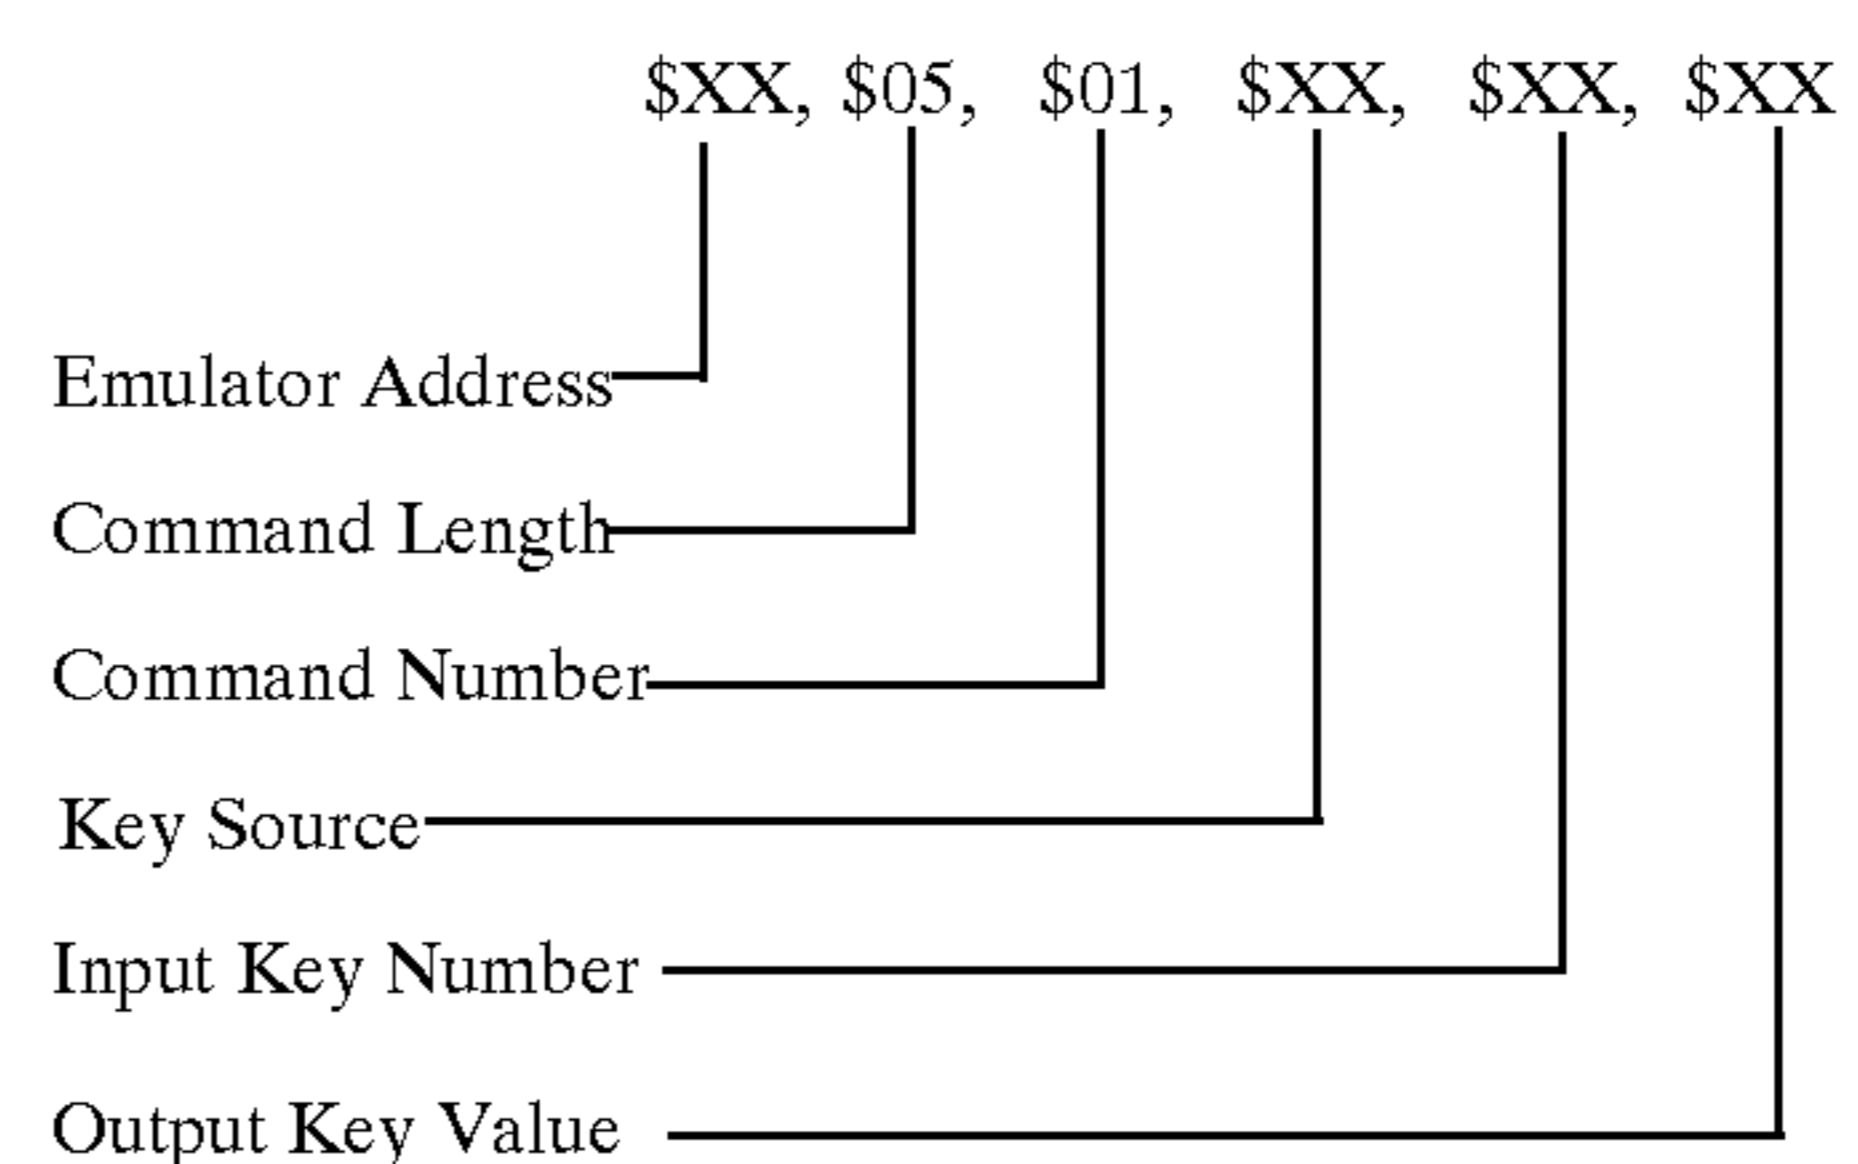 $XX, $05, $01, $XX, $XX, $XX
Emulator Address
Command Length
Command Number
Key Source
Input Key Number
Output Key Value